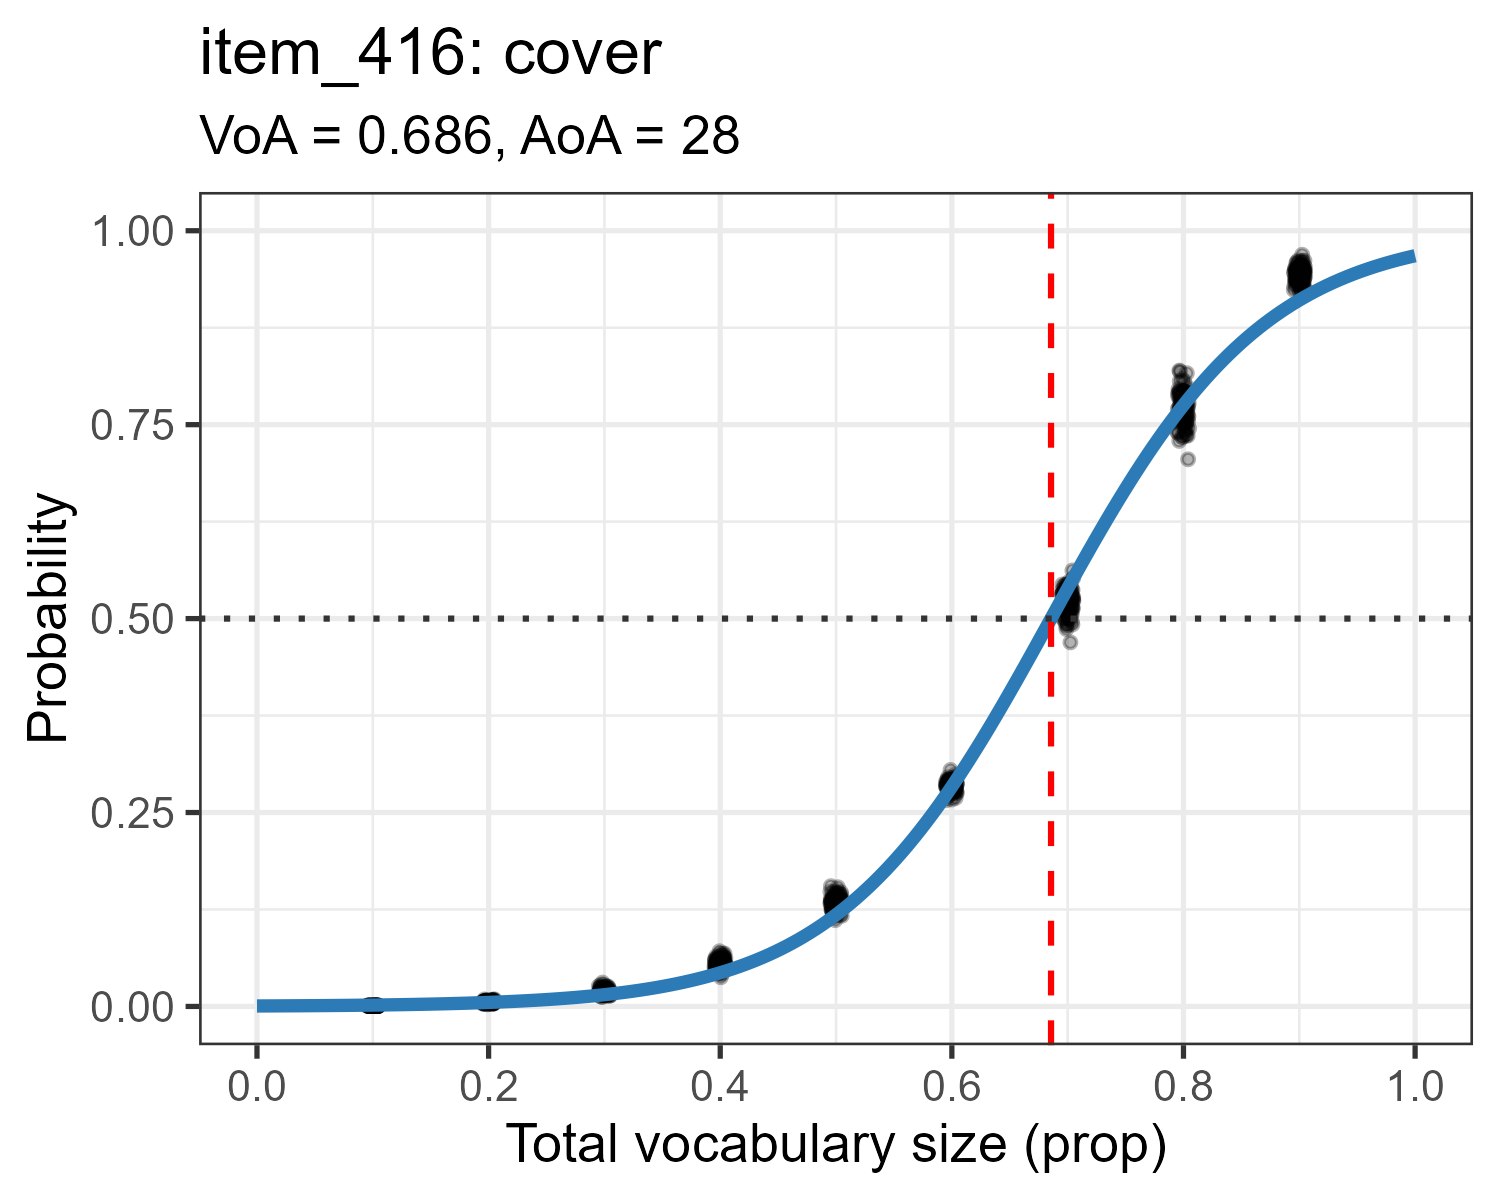 item_416: cover
VoA = 0.686, AoA = 28
1.00
0.75
0.50
0.25
0.00
Probability
0.0 0.2 0.4 0.6 0.8 1.0
Total vocabulary size (prop)